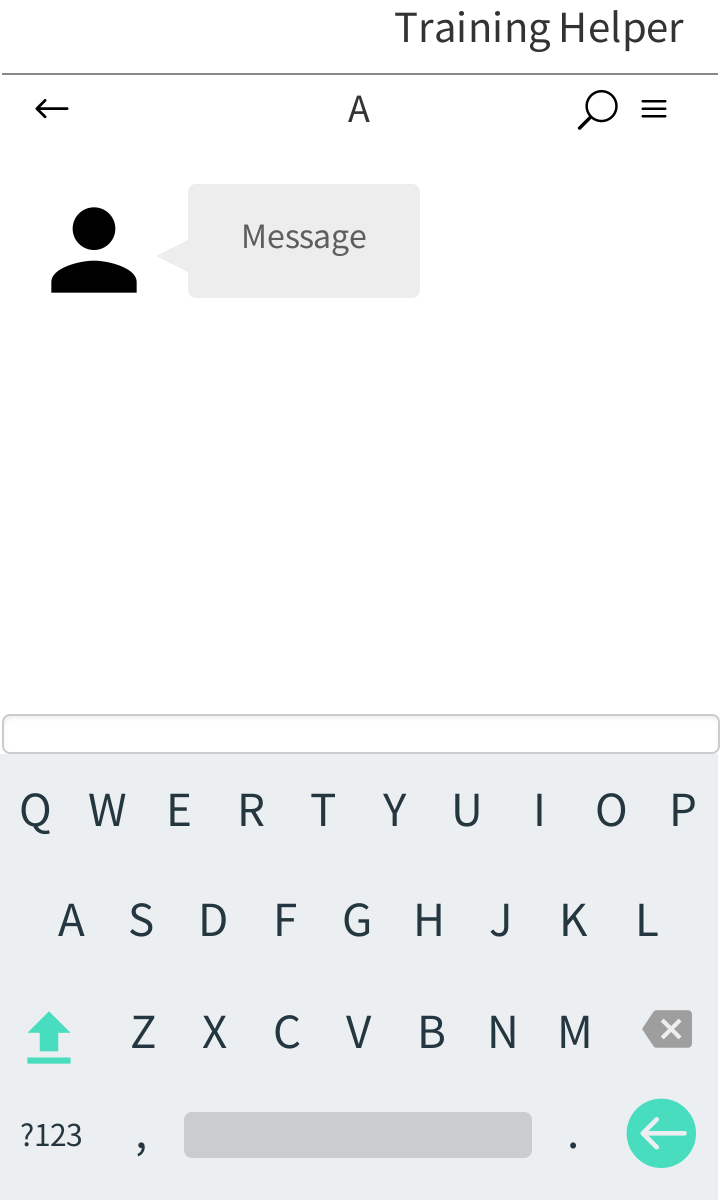 Training Helper
A
Message
Q W E R T Y U I O P
A S D F G H J K L
Z X C V B N M
?123 , .